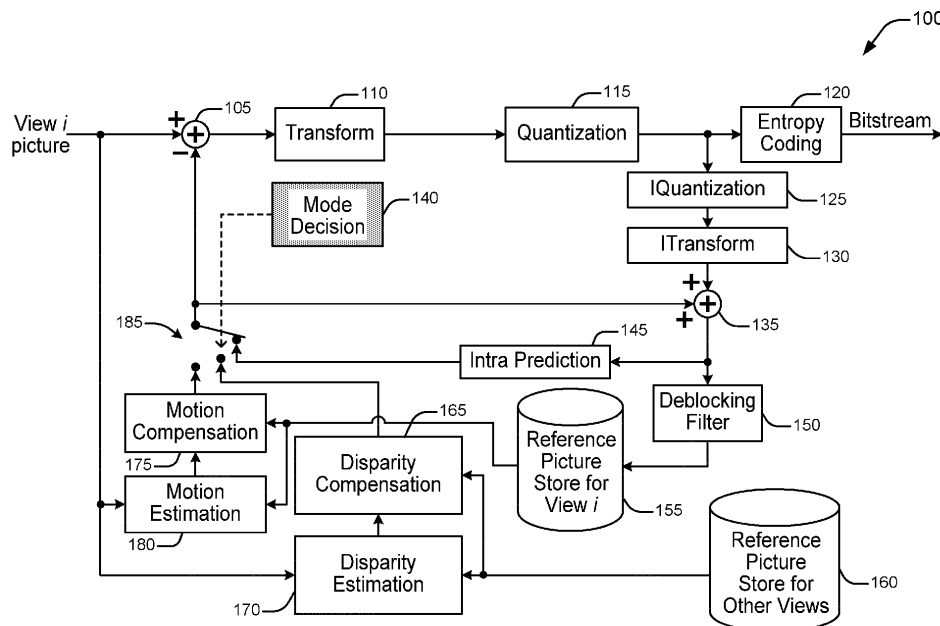 100
View i
picture
+
−
+
105
Transform
110
Quantization
115
Entropy
Coding
120
Bitstream
IQuantization
125
Mode
Decision
140
ITransform
130
+
+
+
135
185
Intra Prediction
145
Deblocking
Filter
150
Motion
Compensation
175
165
Disparity
Compensation
Reference
Picture
Store for
View i
155
Motion
Estimation
180
Disparity
Estimation
170
Reference
Picture
Store for
Other Views
160